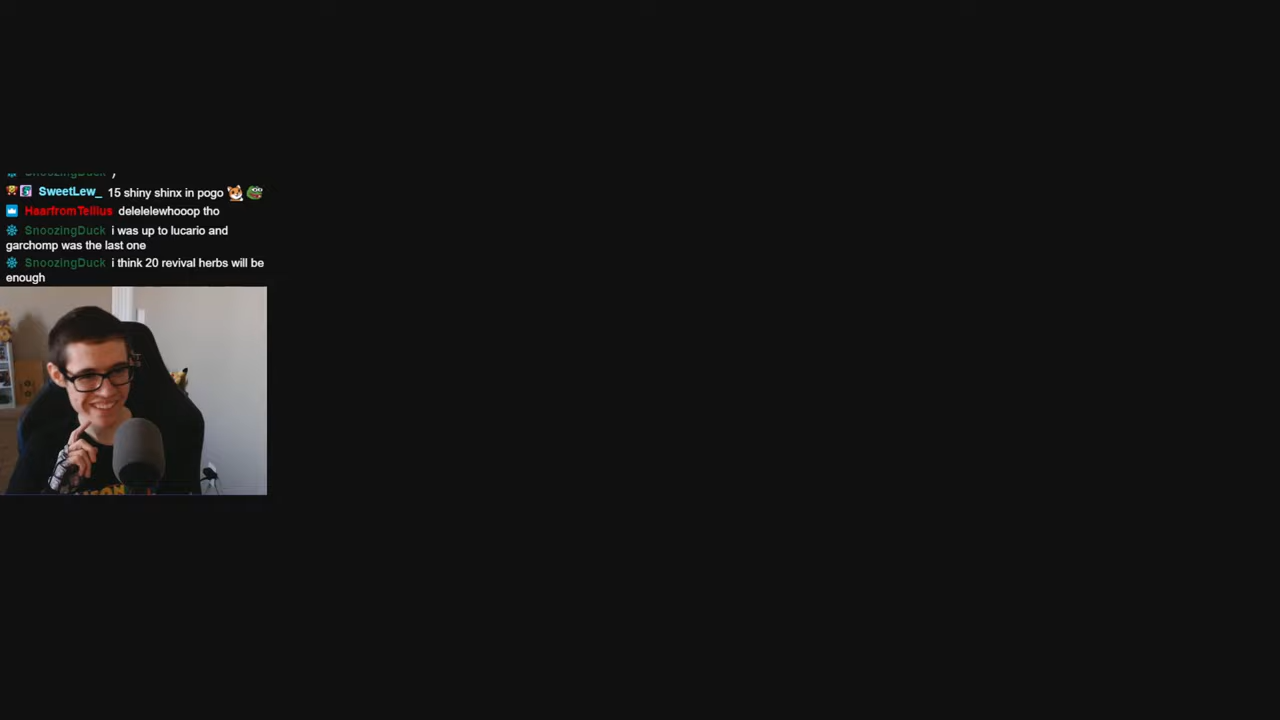 SweetLew_ 15 shiny shinx in pogo
HaarfromTellius delelelewhooop tho
SnoozingDuck i was up to lucario and
garchomp was the last one
SnoozingDuck i think 20 revival herbs will be
enough